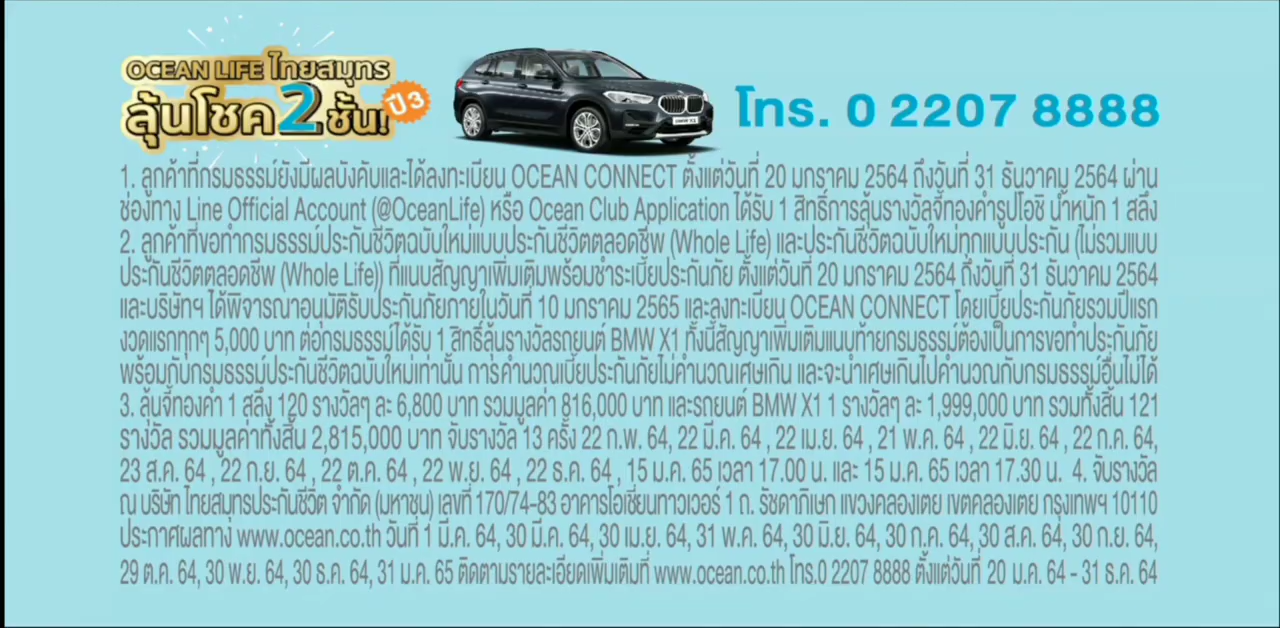 OCEAN LIFE ไทยสมุทร
ลุ้นโชค 2 ชั้น!
ปี 3
โทร. 0 2207 8888
1. ลูกค้าที่กรมธรรม์ยังมีผลบังคับและได้ลงทะเบียน OCEAN CONNECT ตั้งแต่วันที่ 20 มกราคม 2564 ถึงวันที่ 31 ธันวาคม 2564 ผ่าน
ช่องทาง Line Official Account (@OceanLife) หรือ Ocean Club Application ได้รับ 1 สิทธิ์การลุ้นรางวัลจี้ทองคำรูปโอชิ น้ำหนัก 1 สลึง
2. ลูกค้าที่ขอทำกรมธรรม์ประกันชีวิตฉบับใหม่แบบประกันชีวิตตลอดชีพ (Whole Life) และประกันชีวิตฉบับใหม่ทุกแบบประกัน (ไม่รวมแบบ
ประกันชีวิตตลอดชีพ (Whole Life)) ที่แนบสัญญาเพิ่มเติมพร้อมชำระเบี้ยประกันภัย ตั้งแต่วันที่ 20 มกราคม 2564 ถึงวันที่ 31 ธันวาคม 2564
และบริษัทฯ ได้พิจารณาอนุมัติรับประกันภัยภายในวันที่ 10 มกราคม 2565 และลงทะเบียน OCEAN CONNECT โดยเบี้ยประกันภัยรวมปีแรก
งวดแรกทุกๆ 5,000 บาท ต่อกรมธรรม์ได้รับ 1 สิทธิ์ลุ้นรางวัลรถยนต์ BMW X1 ทั้งนี้สัญญาเพิ่มเติมแนบท้ายกรมธรรม์ต้องเป็นการขอทำประกันภัย
พร้อมกับกรมธรรม์ประกันชีวิตฉบับใหม่เท่านั้น การคำนวณเบี้ยประกันภัยไม่คำนวณเศษเกิน และจะนำเศษเกินไปคำนวณกับกรมธรรม์อื่นไม่ได้
3. ลุ้นจี้ทองคำ 1 สลึง 120 รางวัลๆ ละ 6,800 บาท รวมมูลค่า 816,000 บาท และรถยนต์ BMW X1 1 รางวัลๆ ละ 1,999,000 บาท รวมทั้งสิ้น 121
รางวัล รวมมูลค่าทั้งสิ้น 2,815,000 บาท จับรางวัล 13 ครั้ง 22 ก.พ. 64, 22 มี.ค. 64 , 22 เม.ย. 64 , 21 พ.ค. 64 , 22 มิ.ย. 64 , 22 ก.ค. 64,
23 ส.ค. 64 , 22 ก.ย. 64 , 22 ต.ค. 64 , 22 พ.ย. 64 , 22 ธ.ค. 64 , 15 ม.ค. 65 เวลา 17.00 น. และ 15 ม.ค. 65 เวลา 17.30 น. 4. จับรางวัล
ณ บริษัท ไทยสมุทรประกันชีวิต จำกัด (มหาชน) เลขที่ 170/74-83 อาคารโอเชี่ยนทาวเวอร์ 1 ถ. รัชดาภิเษก แขวงคลองเตย เขตคลองเตย กรุงเทพฯ 10110
ประกาศผลทาง www.ocean.co.th วันที่ 1 มี.ค. 64, 30 มี.ค. 64, 30 เม.ย. 64, 31 พ.ค. 64, 30 มิ.ย. 64, 30 ก.ค. 64, 30 ส.ค. 64, 30 ก.ย. 64,
29 ต.ค. 64, 30 พ.ย. 64, 30 ธ.ค. 64, 31 ม.ค. 65 ติดตามรายละเอียดเพิ่มเติมที่ www.ocean.co.th โทร.0 2207 8888 ตั้งแต่วันที่ 20 ม.ค. 64 - 31 ธ.ค. 64